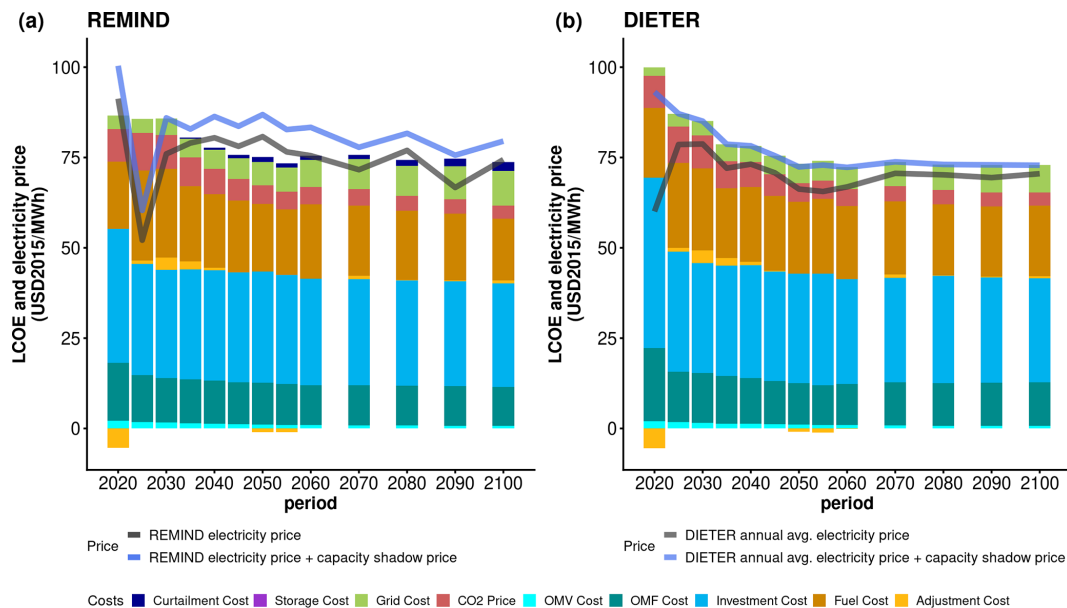 (a) REMIND
LCOE and electricity price
(USD2015/MWh)
100
75
50
25
0
2020 2030 2040 2050 2060 2070 2080 2090 2100
period
Price
REMIND electricity price
REMIND electricity price + capacity shadow price
(b) DIETER
LCOE and electricity price
(USD2015/MWh)
100
75
50
25
0
2020 2030 2040 2050 2060 2070 2080 2090 2100
period
Price
DIETER annual avg. electricity price
DIETER annual avg. electricity price + capacity shadow price
Costs Curtailment Cost Storage Cost Grid Cost CO2 Price OMV Cost OMF Cost Investment Cost Fuel Cost Adjustment Cost